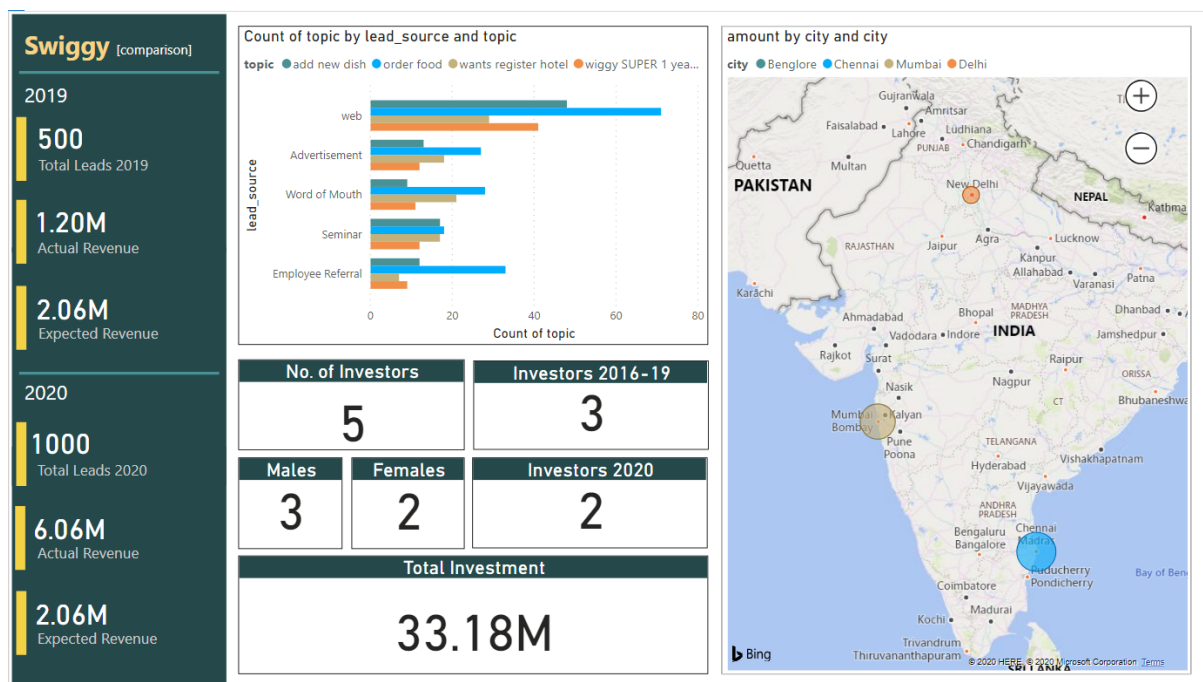 Swiggy [comparison]
2019
500
Total Leads 2019
1.20M
Actual Revenue
2.06M
Expected Revenue
2020
1000
Total Leads 2020
6.06M
Actual Revenue
2.06M
Expected Revenue
Count of topic by lead_source and topic
topic add new dish order food wants register hotel wiggy SUPER 1 yea...
lead_source
web
Advertisement
Word of Mouth
Seminar
Employee Referral
0 20 40 60 80
Count of topic
No. of Investors
5
Investors 2016-19
3
Males
3
Females
2
Investors 2020
2
Total Investment
33.18M
amount by city and city
city Benglore Chennai Mumbai Delhi
Gujranwala
Amritsar
Faisalabad
Lahore
Ludhiana
PUNJAB
Chandigarh
Quetta
Multan
PAKISTAN
New Delhi
NEPAL
Kathma
RAJASTHAN
Jaipur
Agra
Lucknow
Kanpur
Allahabad
Patna
Varanasi
Karāchi
MADHYA
PRADESH
Bhopal
Dhanbad
Ahmadabad
Vadodara
Indore
INDIA
Jamshedpur
Rajkot
Surat
Raipur
Nagpur
ORISSA
Nasik
CT
Bhubaneshwa
Mumbai
Bombay
Kalyan
Pune
Poona
TELANGANA
Hyderabad
Vishakhapatnam
Vijayawada
ANDHRA
PRADESH
Bengaluru
Bangalore
Chennai
Madras
Puducherry
Pondicherry
Bay of Ben
Coimbatore
Madurai
Kochi
Trivandrum
Thiruvananthapuram
SRI LANKA
Bing
© 2020 HERE, © 2020 Microsoft Corporation Terms